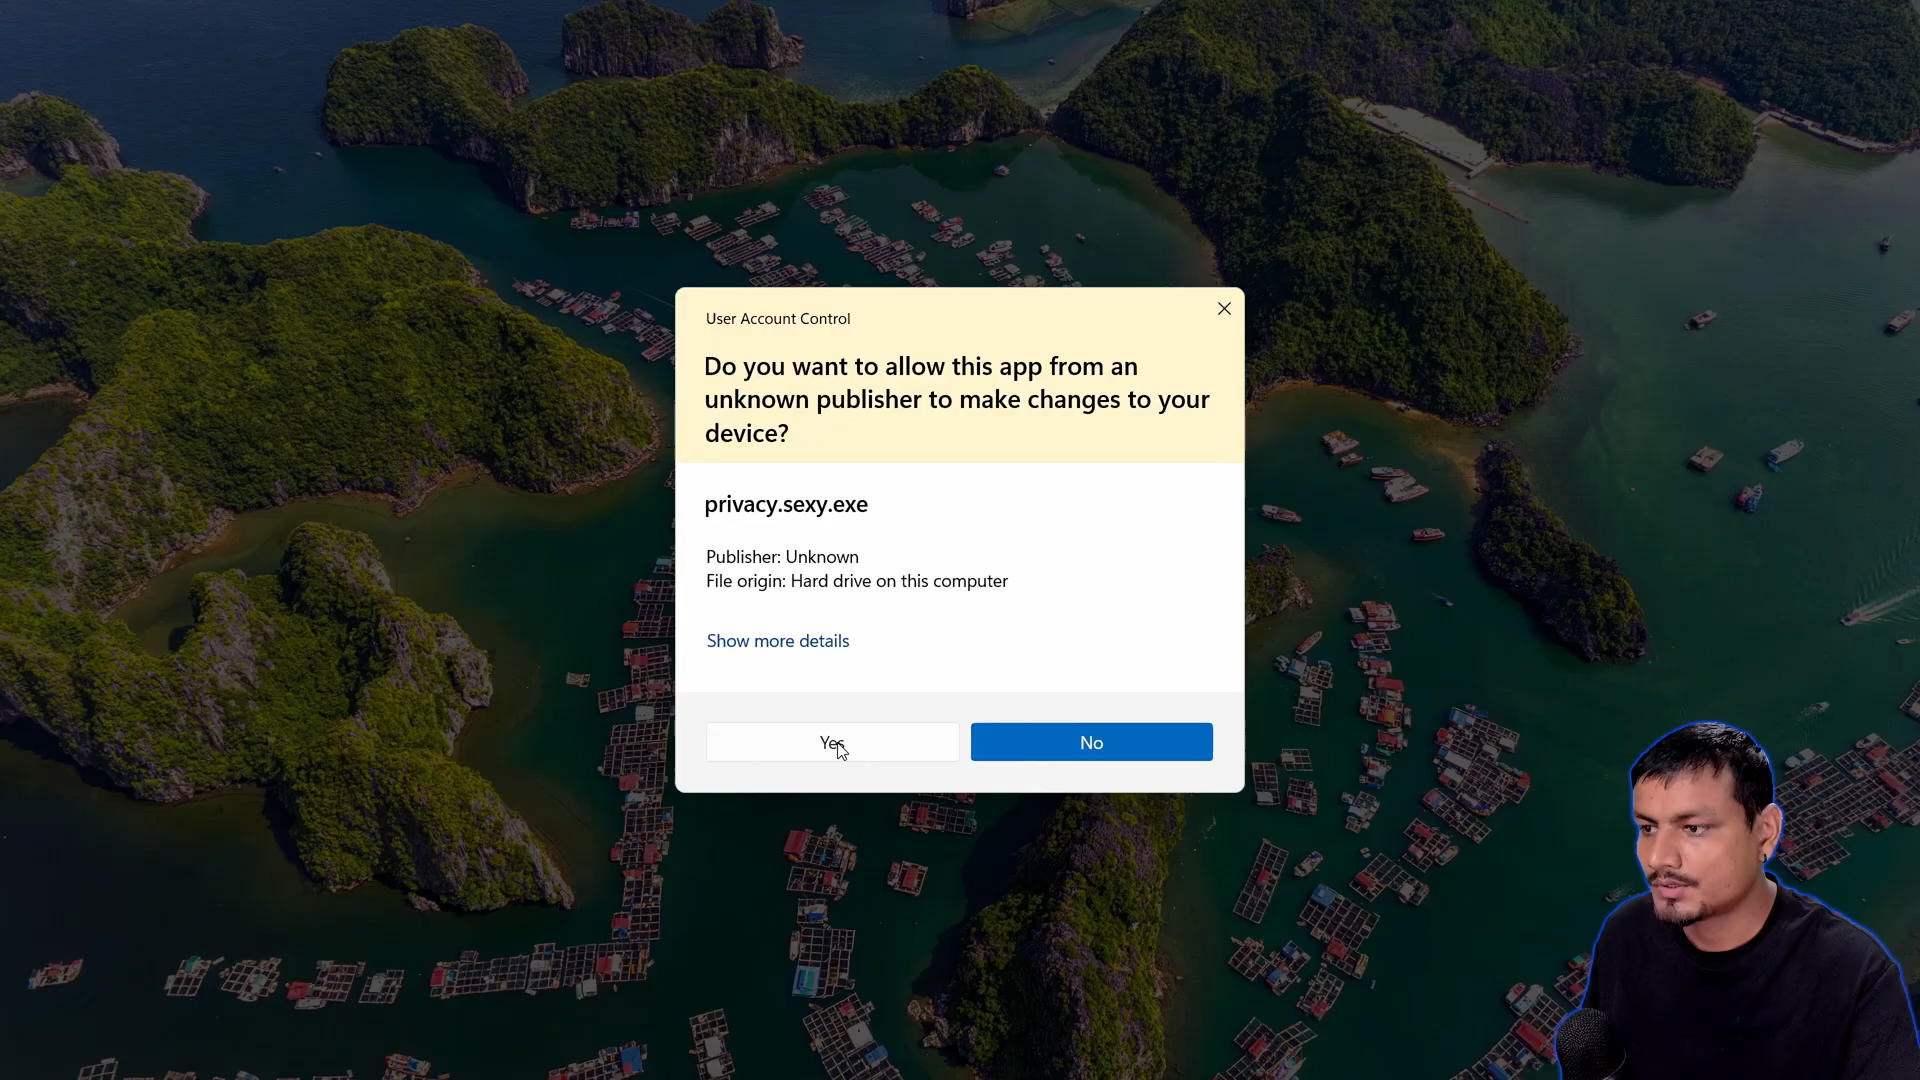 User Account Control
Do you want to allow this app from an
unknown publisher to make changes to your
device?
privacy.sexy.exe
Publisher: Unknown
File origin: Hard drive on this computer
Show more details
Yes
No